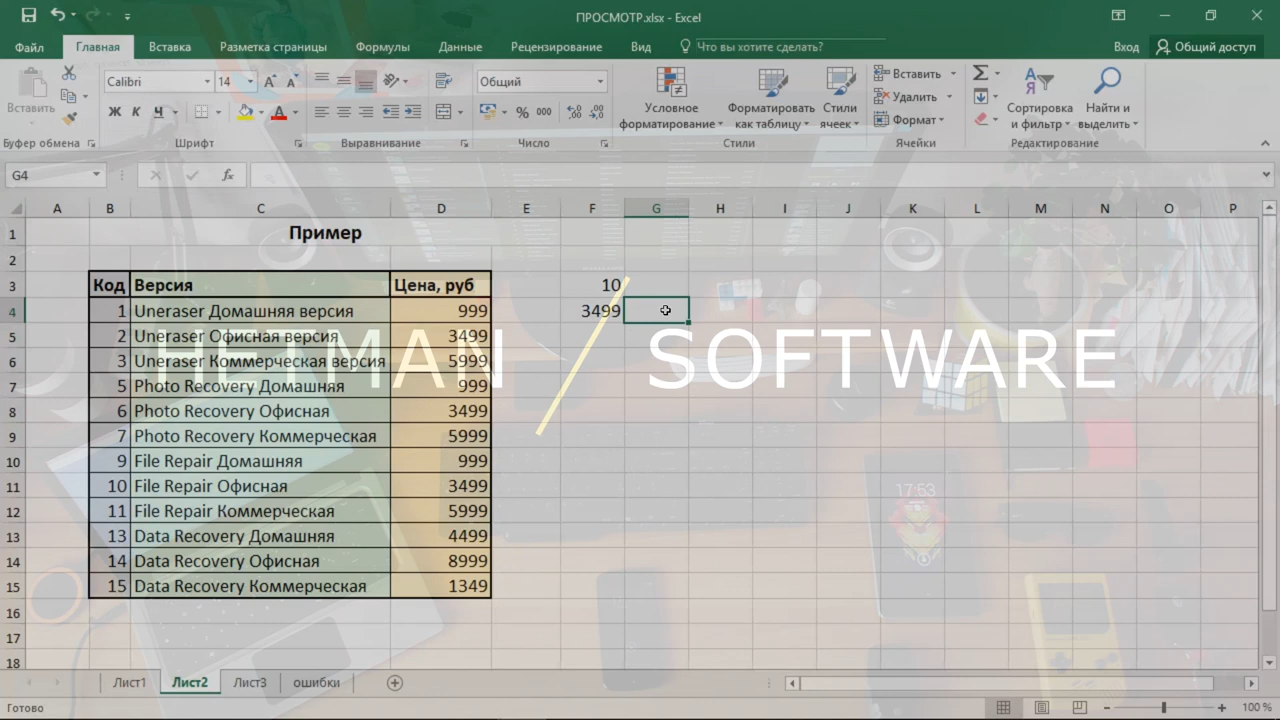 ПРОСМОТР.xlsx - Excel
Файл Главная Вставка Разметка страницы Формулы Данные Рецензирование Вид Что вы хотите сделать? Вход Общий доступ
Вставить
Calibri 14
Ж К Ч
Общий
% 000
Условное форматирование
Форматировать как таблицу
Стили ячеек
Вставить
Удалить
Формат
Сортировка и фильтр
Найти и выделить
Буфер обмена Шрифт Выравнивание Число Стили Ячейки Редактирование
G4 fx
A B C D E F G H I J K L M N O P
1 Пример
2
3 Код Версия Цена, руб 10
4 1 Uneraser Домашняя версия 999 3499
5 2 Uneraser Офисная версия 3499
6 3 Uneraser Коммерческая версия 5999
HETMAN / SOFTWARE
7 5 Photo Recovery Домашняя 999
8 6 Photo Recovery Офисная 3499
9 7 Photo Recovery Коммерческая 5999
10 9 File Repair Домашняя 999
11 10 File Repair Офисная 3499
17:53
12 11 File Repair Коммерческая 5999
13 13 Data Recovery Домашняя 4499
14 14 Data Recovery Офисная 8999
15 15 Data Recovery Коммерческая 1349
16
17
18
Лист1 Лист2 Лист3 ошибки
Готово 100 %